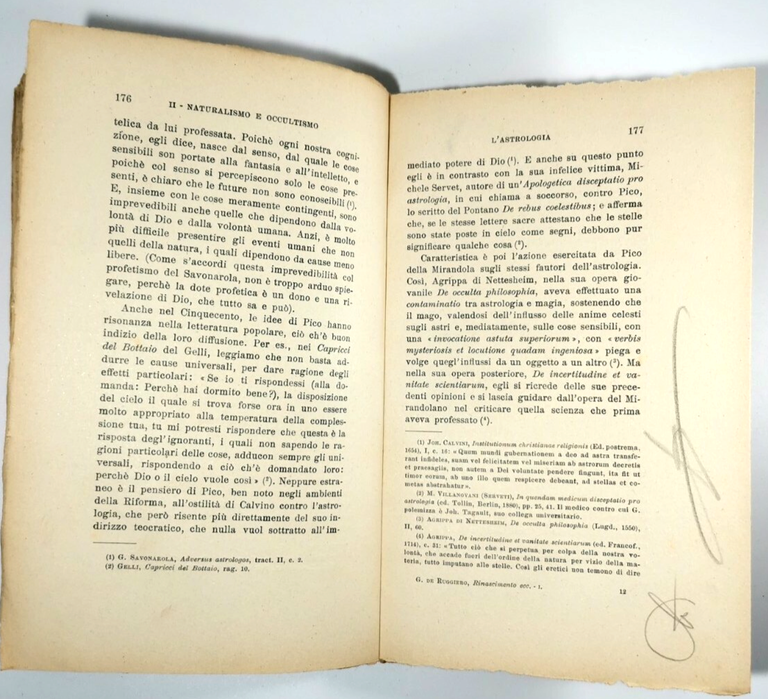 176
II - NATURALISMO E OCCULTISMO
telica da lui professata. Poichè ogni nostra cogni-
zione, egli dice, nasce dal senso, dal quale le cose
sensibili son portate alla fantasia e all'intelletto, e
poichè col senso si percepiscono solo le cose pre-
senti, è chiaro che le future non sono conoscibili (¹).
E, insieme con le cose meramente contingenti, sono
imprevedibili anche quelle che dipendono dalla vo-
lontà di Dio e dalla volontà umana. Anzi, è molto
più difficile presentire gli eventi umani che non
quelli della natura, i quali dipendono da cause meno
libere. (Come s'accordi questa imprevedibilità col
profetismo del Savonarola, non è troppo arduo spie-
gare, perchè la dote profetica è un dono e una ri-
velazione di Dio, che tutto sa e può).
Anche nel Cinquecento, le idee di Pico hanno
risonanza nella letteratura popolare, ciò ch'è buon
indizio della loro diffusione. Per es., nei Capricci
del Bottaio del Gelli, leggiamo che non basta ad-
durre le cause universali, per dare ragione degli
effetti particolari: « Se io ti rispondessi (alla do-
manda: Perchè hai dormito bene?), la disposizione
del cielo il quale si trova forse ora in uno essere
molto appropriato alla temperatura della comples-
sione tua, tu mi potresti rispondere che questa è la
risposta degl'ignoranti, i quali non sapendo le ra-
gioni particolari delle cose, adducon sempre gli uni-
versali, rispondendo a ciò ch'è domandato loro:
perchè Dio o il cielo vuole così » (²). Neppure estra-
neo è il pensiero di Pico, ben noto negli ambienti
della Riforma, all'ostilità di Calvino contro l'astro-
logia, che però risente più direttamente del suo in-
dirizzo teocratico, che nulla vuol sottratto all'im-
(1) G. SAVONAROLA, Adversus astrologos, tract. II, c. 2.
(2) GELLI, Capricci del Bottaio, rag. 10.
L'ASTROLOGIA
177
mediato potere di Dio (¹). E anche su questo punto
egli è in contrasto con la sua infelice vittima, Mi-
chele Servet, autore di un'Apologetica disceptatio pro
astrologia, in cui chiama a soccorso, contro Pico,
lo scritto del Pontano De rebus coelestibus; e afferma
che, se le stesse lettere sacre attestano che le stelle
sono state poste in cielo come segni, debbono pur
significare qualche cosa (²).
Caratteristica è poi l'azione esercitata da Pico
della Mirandola sugli stessi fautori dell'astrologia.
Così, Agrippa di Nettesheim, nella sua opera gio-
vanile De occulta philosophia, aveva effettuato una
contaminatio tra astrologia e magia, sostenendo che
il mago, valendosi dell'influsso delle anime celesti
sugli astri e, mediatamente, sulle cose sensibili, con
una « invocatione astuta superiorum », con « verbis
mysteriosis et locutione quadam ingeniosa » piega e
volge quegl'influssi da un oggetto a un altro (³). Ma
nella sua opera posteriore, De incertitudine et va-
nitate scientiarum, egli si ricrede delle sue prece-
denti opinioni e si lascia guidare dall'opera del Mi-
randolano nel criticare quella scienza che prima
aveva professato (⁴).
(1) JOH. CALVINI, Institutionum christianae religionis (Ed. postrema,
1654), I, c. 16: « Quum mundi gubernationem a deo ad astra transfe-
rant infideles, suam vel felicitatem vel miseriam ab astrorum decretis
et praesagiis, non autem a Dei voluntate pendere fingunt, ita fit ut
timor eorum, ab uno illo quem respicere debeant, ad stellas et co-
metas abstrahatur ».
(2) M. VILLANOVANI (SERVETI), In quendam medicum disceptatio pro
astrologia (ed. Tollin, Berlin, 1880), pp. 25, 41. Il medico contro cui G.
polemizza è Joh. Tagault, suo collega universitario.
(3) AGRIPPA DI NETTESHEIM, De occulta philosophia (Lugd., 1550),
II, 60.
(4) AGRIPPA, De incertitudine et vanitate scientiarum (ed. Francof.,
1714), c. 31: « Tutto ciò che si perpetua per colpa della nostra vo-
lontà, che accade fuori dell'ordine della natura per vizio della ma-
teria, tutto imputano alle stelle. Così gli eretici non temono di dire
G. DE RUGGIERO, Rinascimento ecc. - I.
12